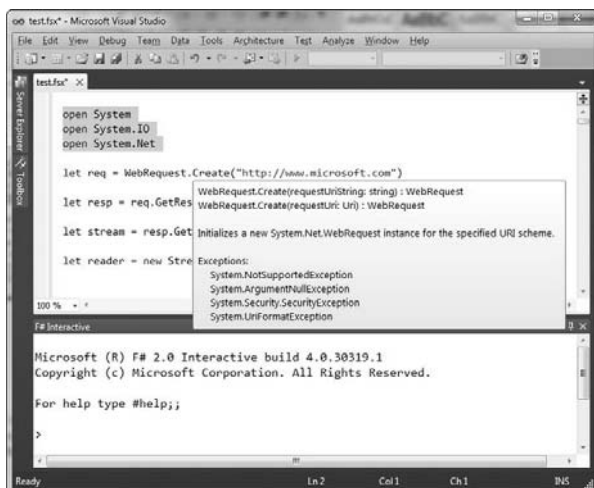 test.fsx* - Microsoft Visual Studio
File Edit View Debug Team Data Tools Architecture Test Analyze Window Help
test.fsx*
Server Explorer
Toolbox
open System
open System.IO
open System.Net
let req = WebRequest.Create("http://www.microsoft.com")
let resp = req.GetRes
let stream = resp.Get
let reader = new Stre
WebRequest.Create(requestUriString: string) : WebRequest
WebRequest.Create(requestUri: Uri) : WebRequest
Initializes a new System.Net.WebRequest instance for the specified URI scheme.
Exceptions:
System.NotSupportedException
System.ArgumentNullException
System.Security.SecurityException
System.UriFormatException
100 %
F# Interactive
Microsoft (R) F# 2.0 Interactive build 4.0.30319.1
Copyright (c) Microsoft Corporation. All Rights Reserved.
For help type #help;;
>
Ready Ln 2 Col 1 Ch 1 INS